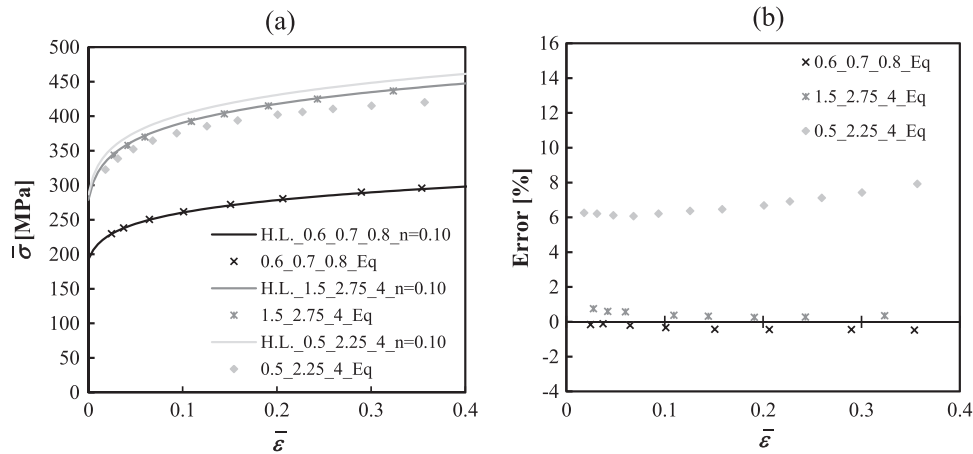 (a)
500
450
400
350
300
250
200
150
100
50
0
σ̅ [MPa]
H.L._0.6_0.7_0.8_n=0.10
0.6_0.7_0.8_Eq
H.L._1.5_2.75_4_n=0.10
1.5_2.75_4_Eq
H.L._0.5_2.25_4_n=0.10
0.5_2.25_4_Eq
0 0.1 0.2 0.3 0.4
ε̅
(b)
16
14
12
10
8
6
4
2
0
-2
-4
Error [%]
0.6_0.7_0.8_Eq
1.5_2.75_4_Eq
0.5_2.25_4_Eq
0 0.1 0.2 0.3 0.4
ε̅